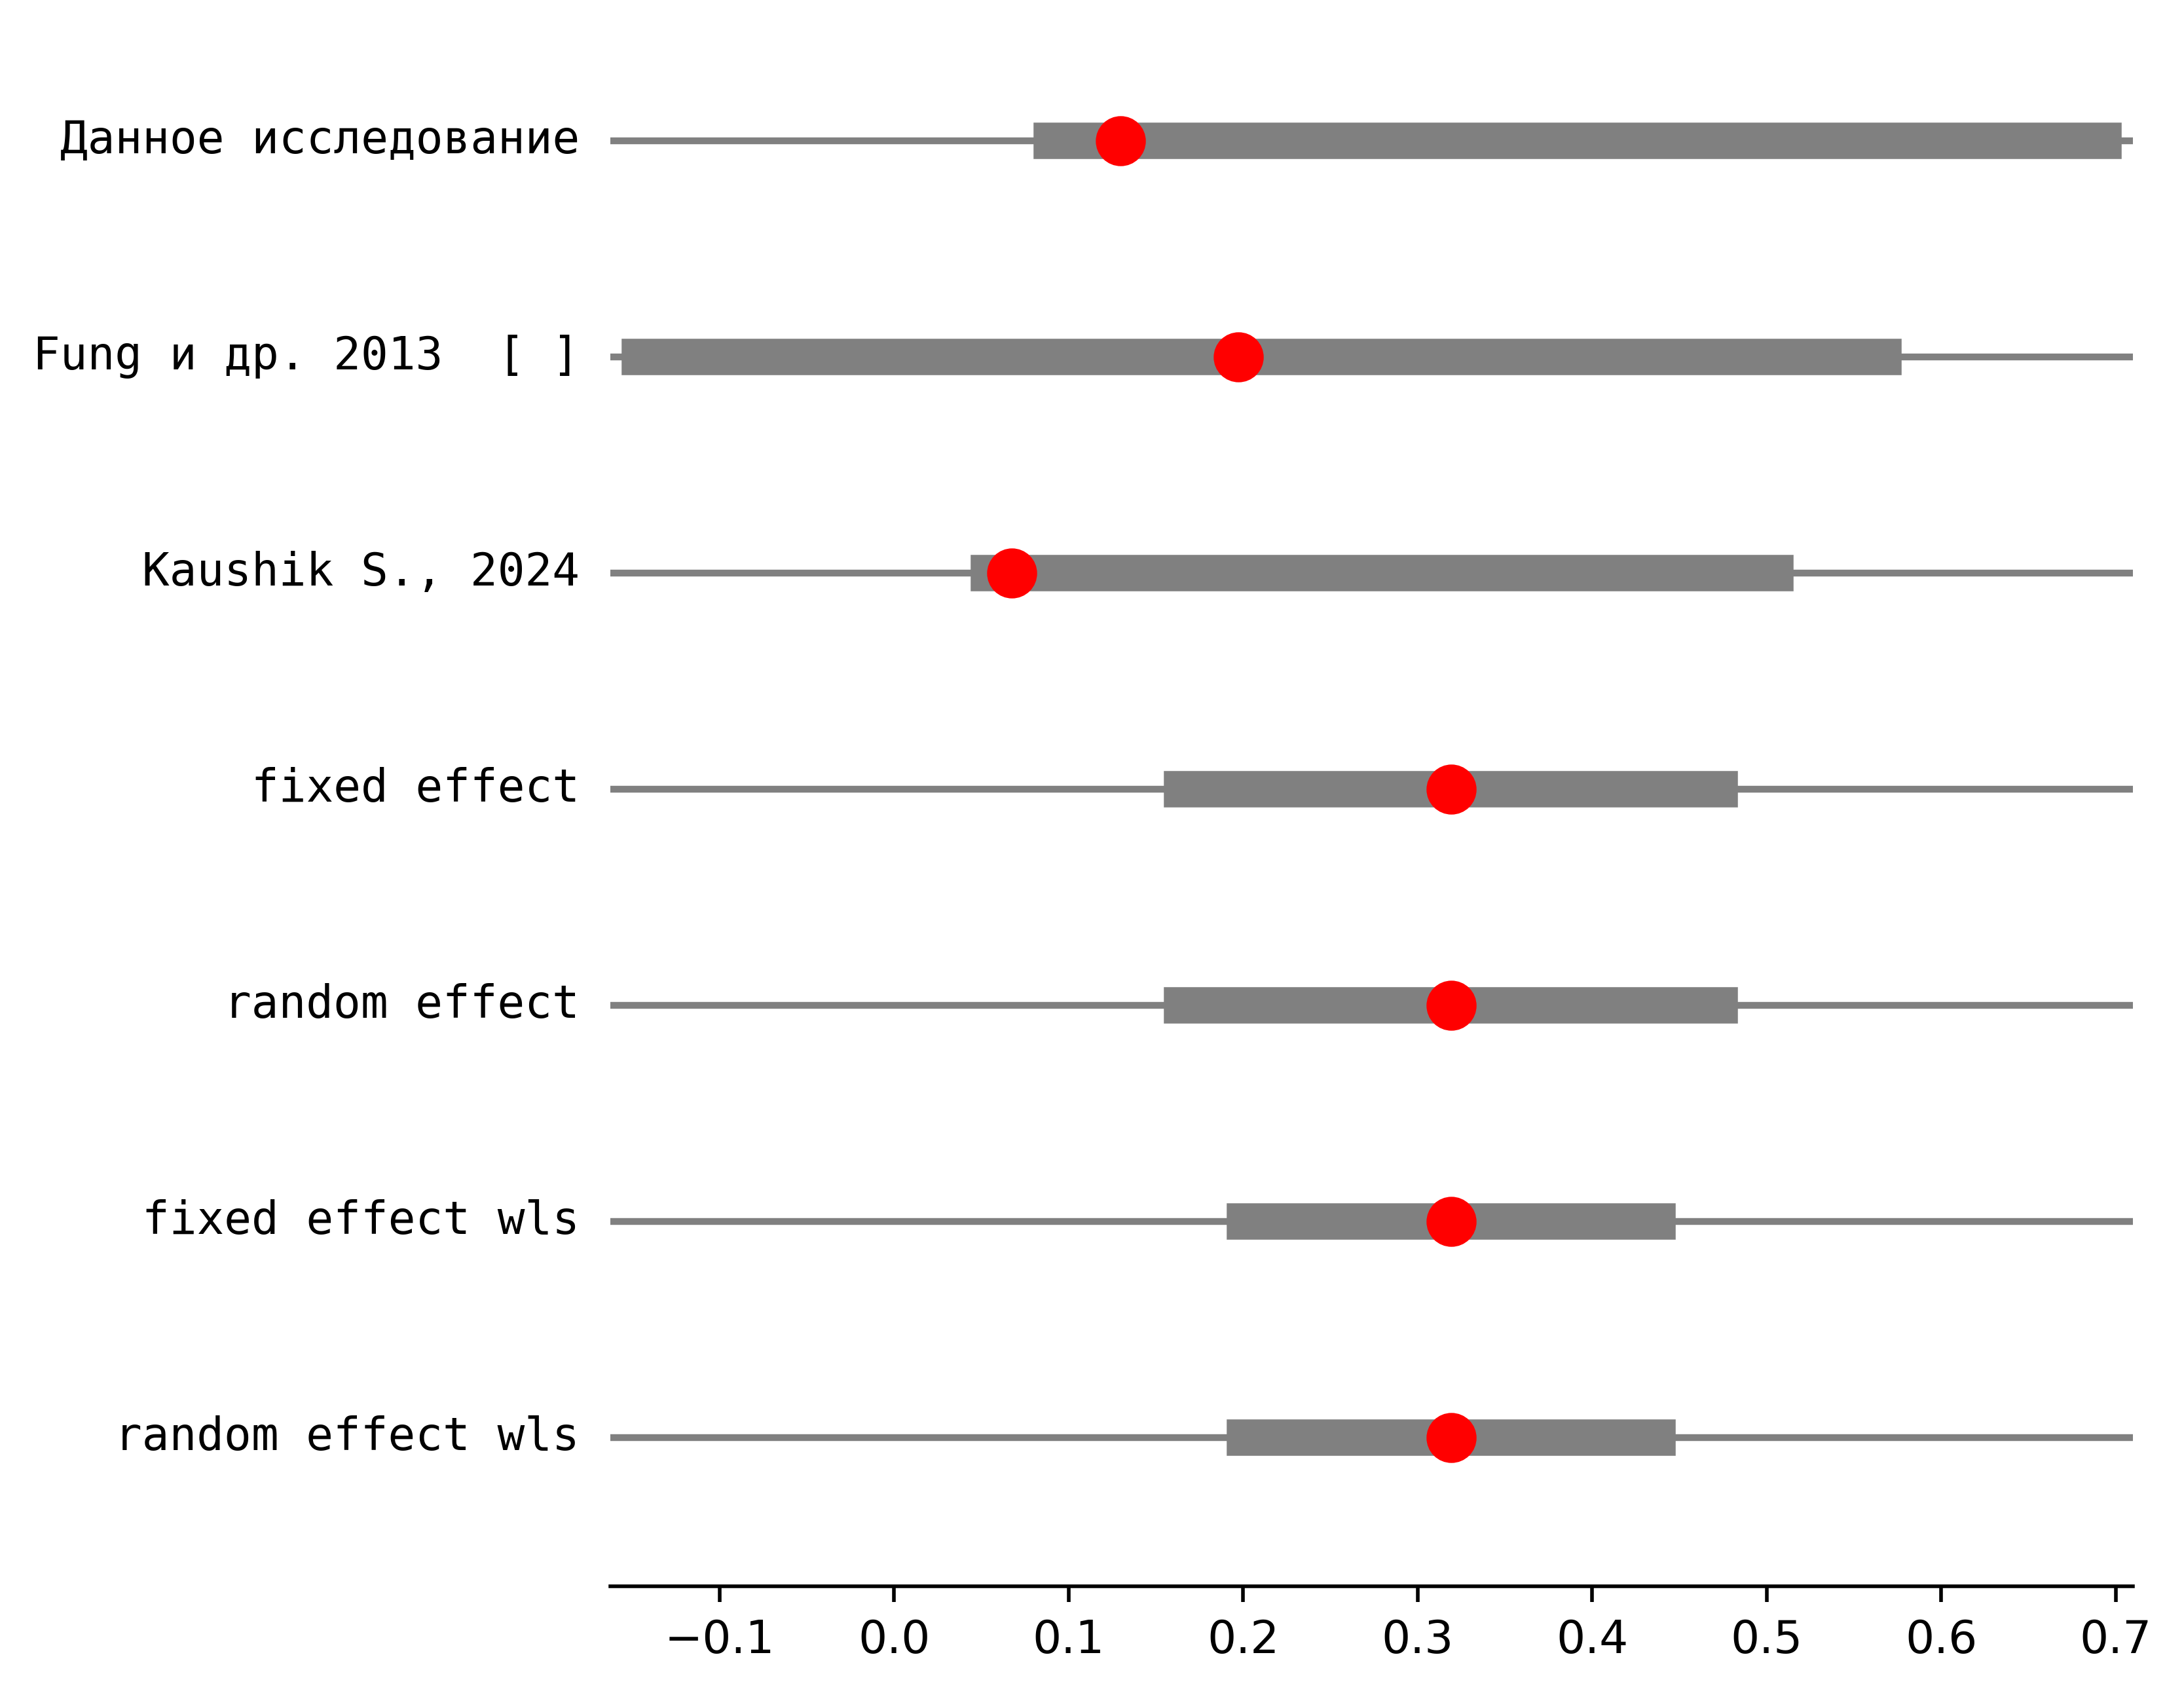 Данное исследование
Fung и др. 2013  [ ]
Kaushik S., 2024
fixed effect
random effect
fixed effect wls
random effect wls
−0.1 0.0 0.1 0.2 0.3 0.4 0.5 0.6 0.7